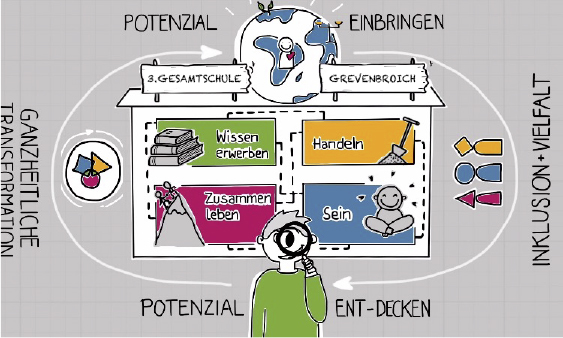 POTENZIAL EINBRINGEN
3. GESAMTSCHULE GREVENBROICH
GANZHEITLICHE
TRANSFORMATION
Wissen
erwerben
Handeln
Zusammen
leben
Sein
INKLUSION+VIELFALT
POTENZIAL ENT-DECKEN